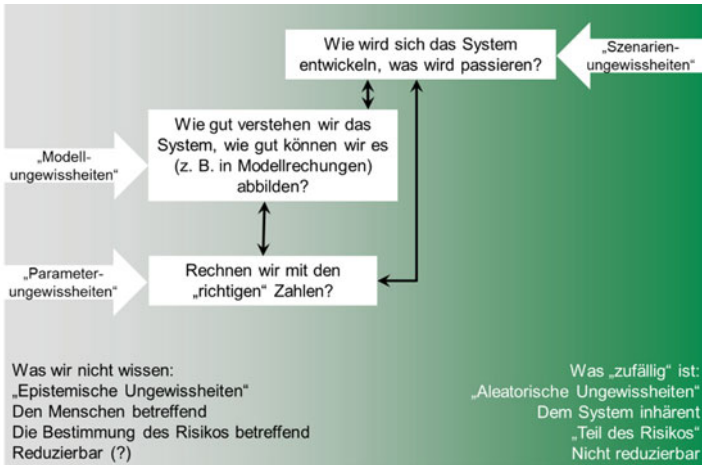 Wie wird sich das System
entwickeln, was wird passieren?
„Szenarien-
ungewissheiten“
Wie gut verstehen wir das
System, wie gut können wir es
(z. B. in Modellrechungen)
abbilden?
„Modell-
ungewissheiten“
„Parameter-
ungewissheiten“
Rechnen wir mit den
„richtigen“ Zahlen?
Was wir nicht wissen:
„Epistemische Ungewissheiten“
Den Menschen betreffend
Die Bestimmung des Risikos betreffend
Reduzierbar (?)
Was „zufällig“ ist:
„Aleatorische Ungewissheiten“
Dem System inhärent
„Teil des Risikos“
Nicht reduzierbar